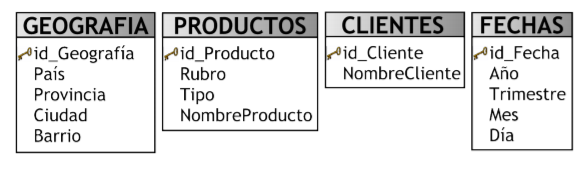 GEOGRAFIA
id_Geografía
País
Provincia
Ciudad
Barrio
PRODUCTOS
id_Producto
Rubro
Tipo
NombreProducto
CLIENTES
id_Cliente
NombreCliente
FECHAS
id_Fecha
Año
Trimestre
Mes
Día